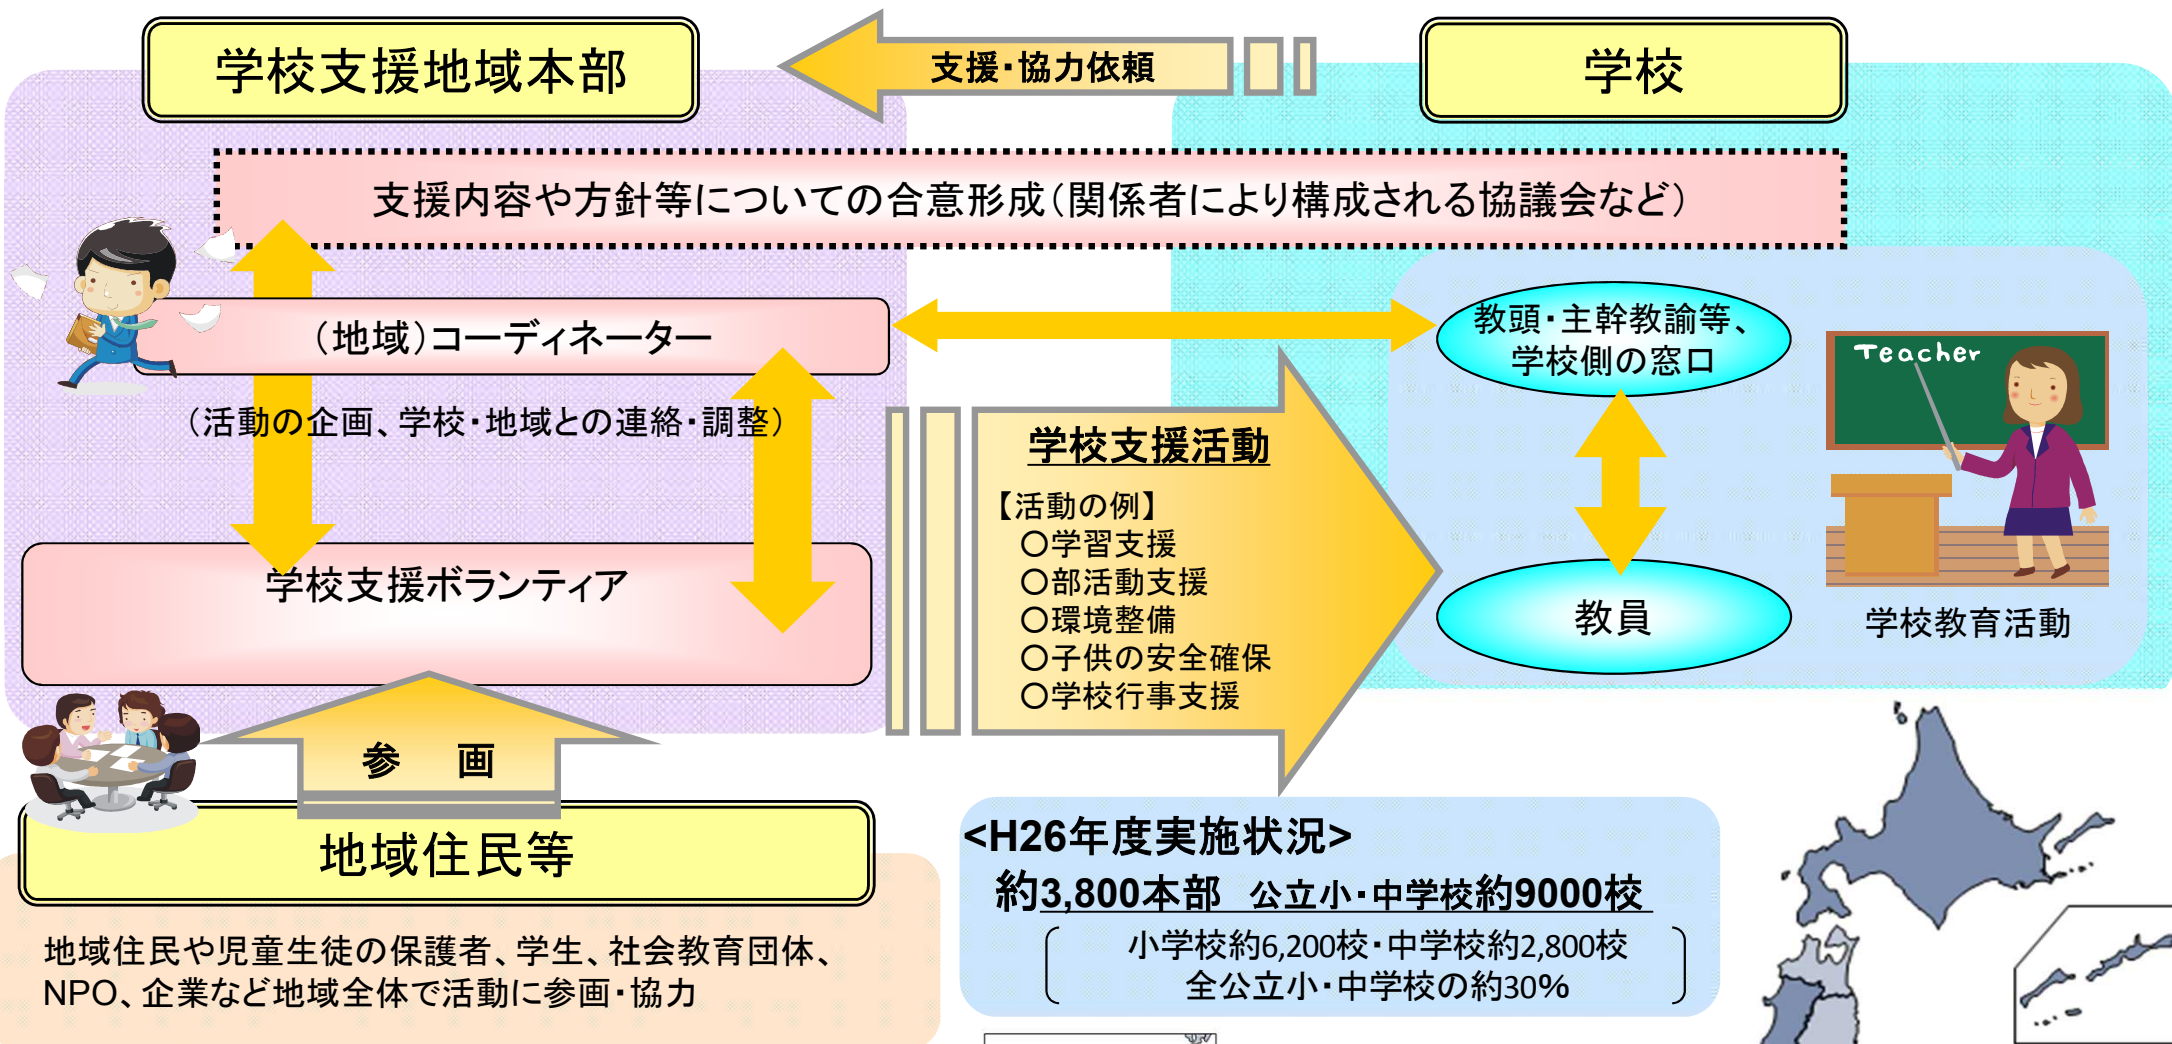 学校支援地域本部
支援・協力依頼
学校
支援内容や方針等についての合意形成（関係者により構成される協議会など）
（地域）コーディネーター
（活動の企画、学校・地域との連絡・調整）
教頭・主幹教諭等、
学校側の窓口
Teacher
学校支援活動
【活動の例】
○学習支援
○部活動支援
○環境整備
○子供の安全確保
○学校行事支援
学校支援ボランティア
教員
学校教育活動
参　画
地域住民等
地域住民や児童生徒の保護者、学生、社会教育団体、
NPO、企業など地域全体で活動に参画・協力
<H26年度実施状況>
約3,800本部　公立小・中学校約9000校
小学校約6,200校・中学校約2,800校
全公立小・中学校の約30%